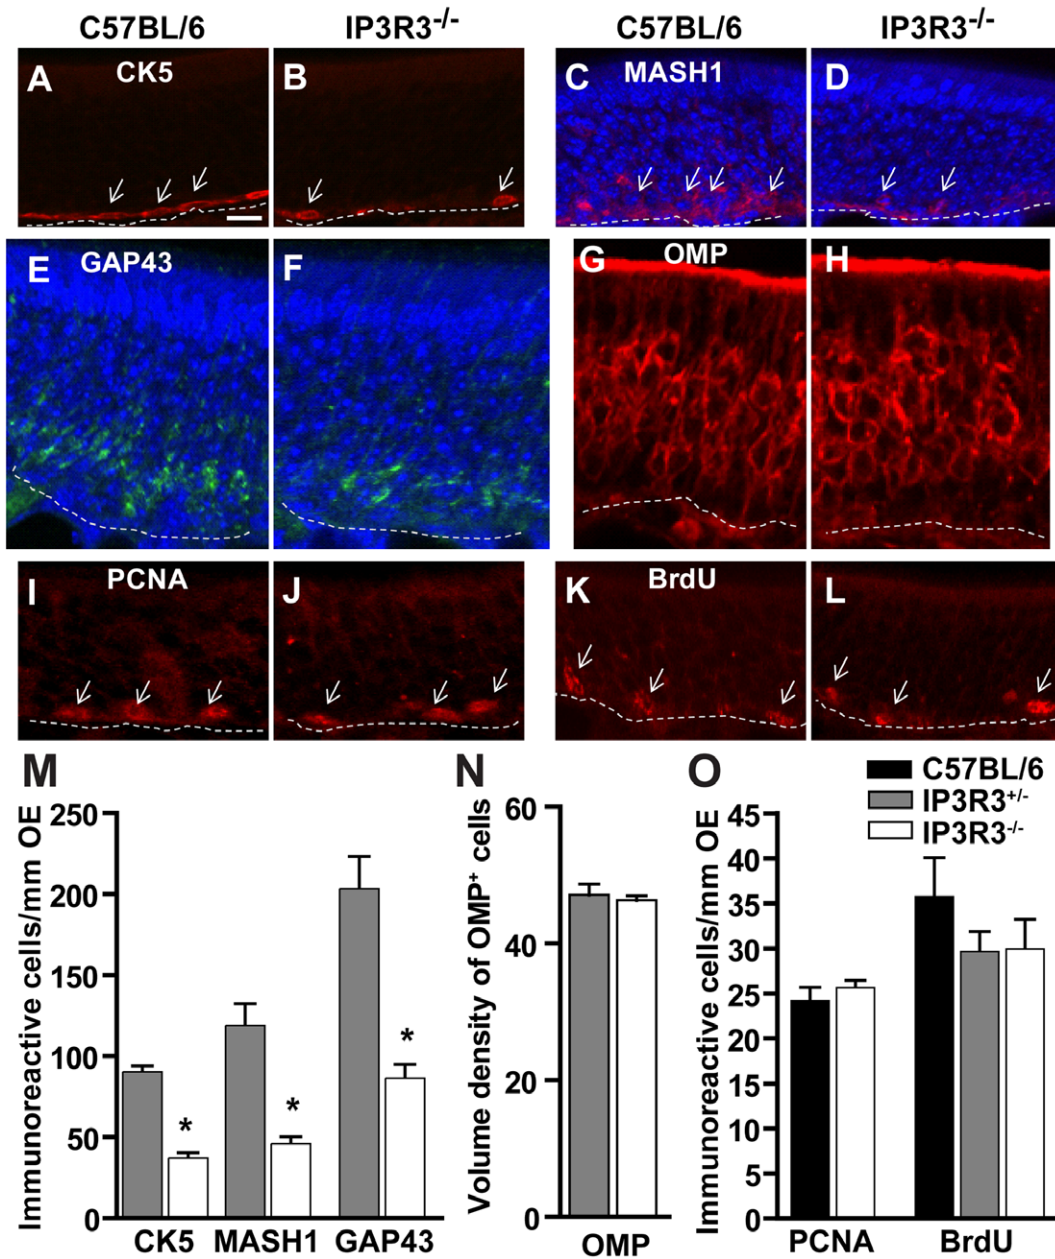 C57BL/6 IP3R3-/- C57BL/6 IP3R3-/-
A CK5 B C MASH1 D
E GAP43 F G OMP H
I PCNA J K BrdU L
M N O
C57BL/6
IP3R3+/-
IP3R3-/-
Immunoreactive cells/mm OE
250
200
150
100
50
0
* * *
CK5 MASH1 GAP43
Volume density of OMP+ cells
60
40
20
0
OMP
Immunoreactive cells/mm OE
45
40
35
30
25
20
15
10
5
0
PCNA BrdU